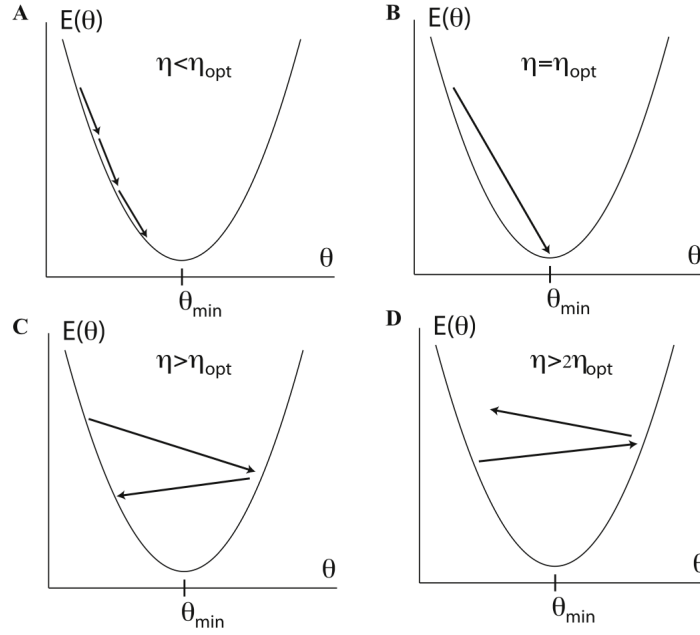 A
E(θ)
η<ηopt
θ
θmin
B
E(θ)
η=ηopt
θ
θmin
C
E(θ)
η>ηopt
θ
θmin
D
E(θ)
η>2ηopt
θ
θmin